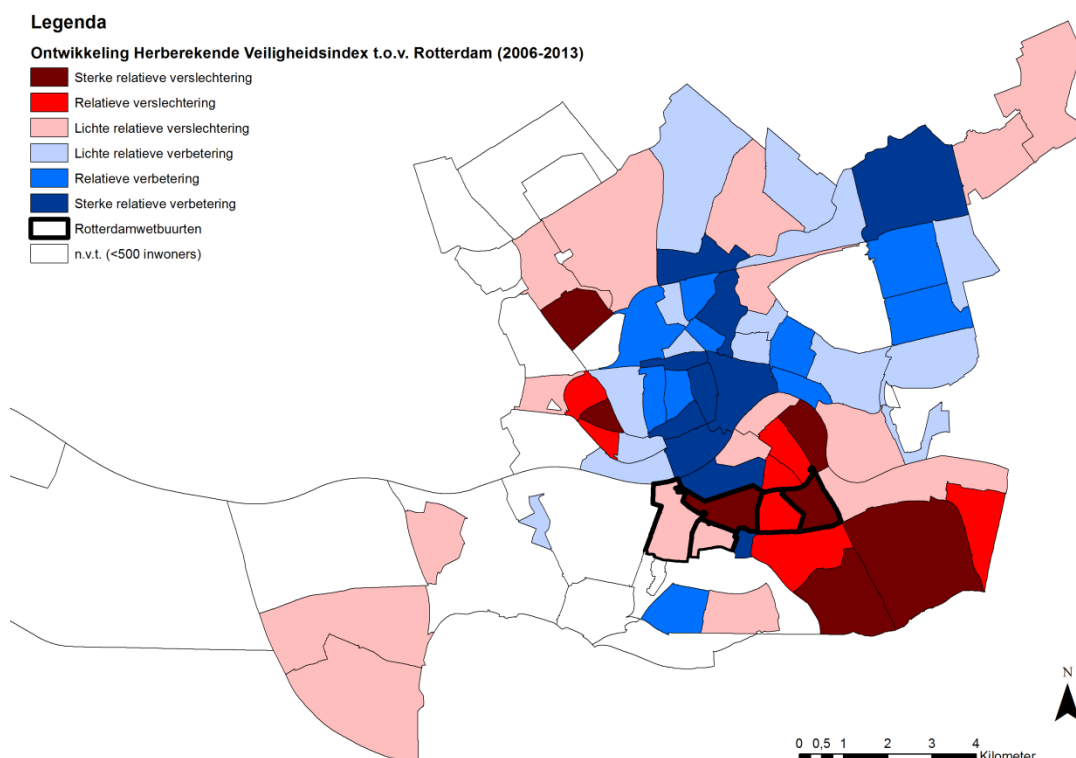 Legenda
Ontwikkeling Herberekende Veiligheidsindex t.o.v. Rotterdam (2006-2013)
Sterke relatieve verslechtering
Relatieve verslechtering
Lichte relatieve verslechtering
Lichte relatieve verbetering
Relatieve verbetering
Sterke relatieve verbetering
Rotterdamwetbuurten
n.v.t. (<500 inwoners)
N
0 0,5 1 2 3 4
Kilometer